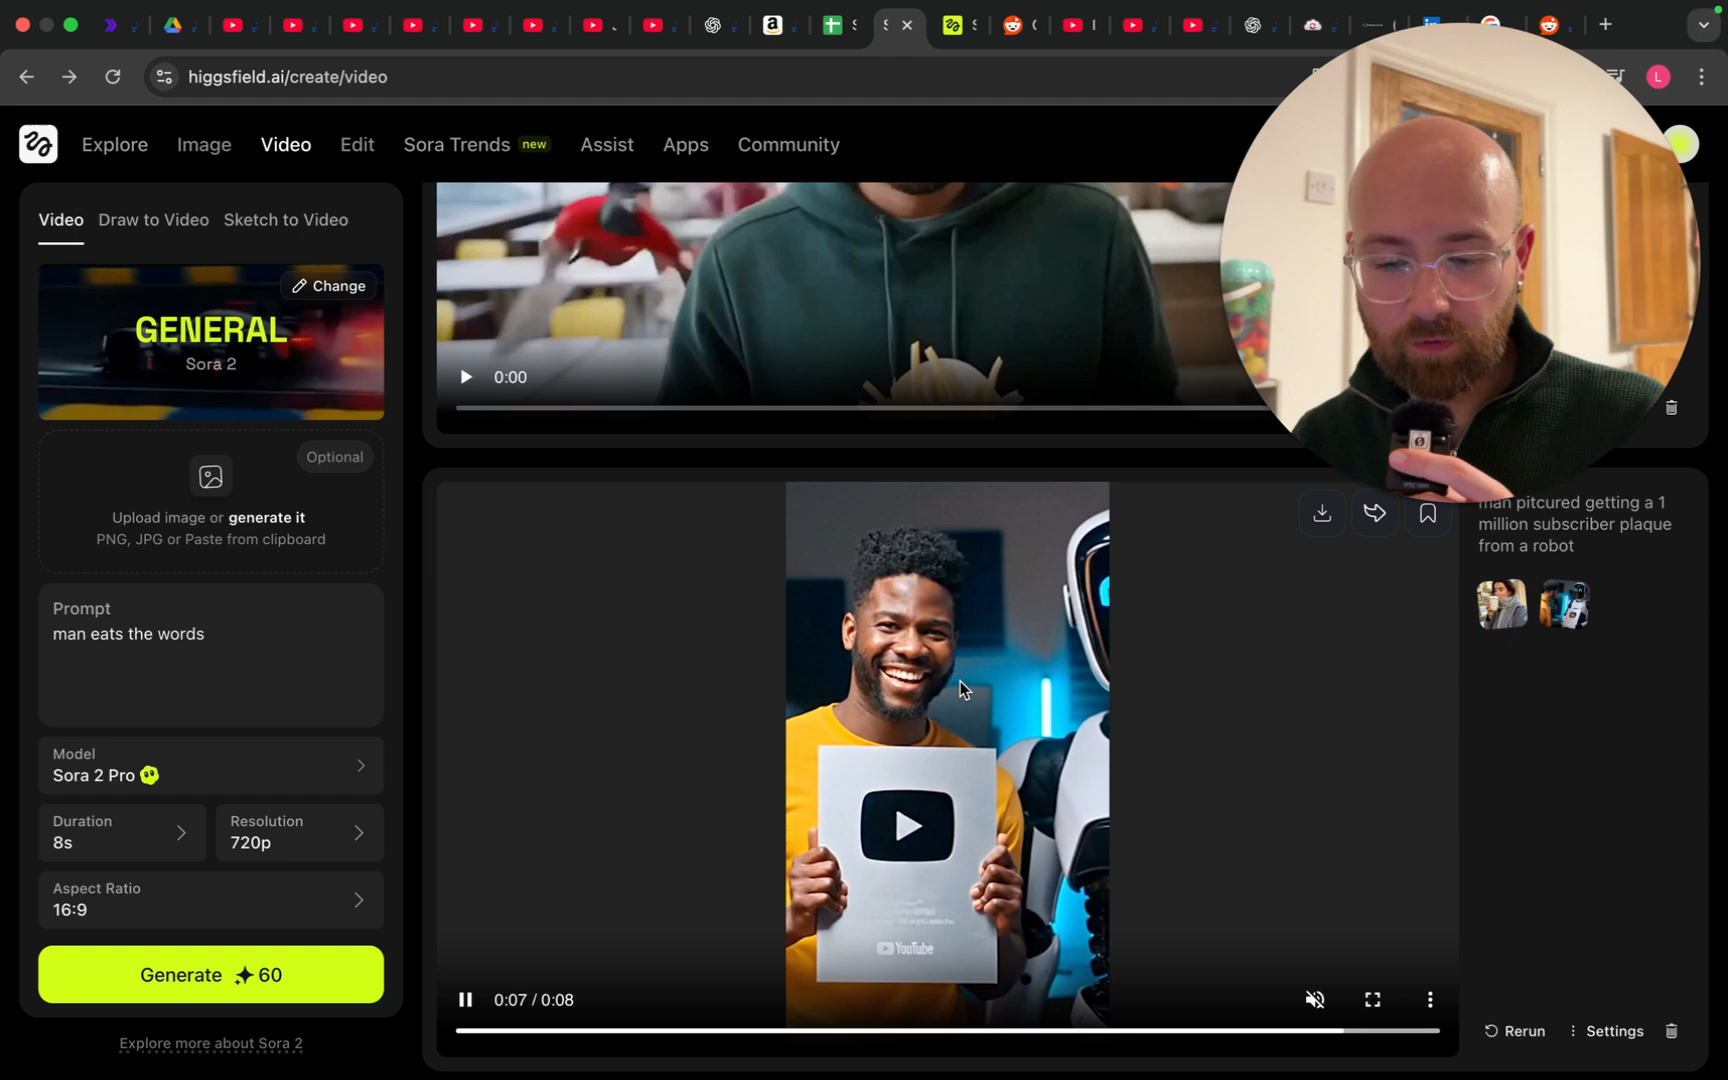 higgsfield.ai/create/video
L
Explore Image Video Edit Sora Trends new Assist Apps Community
Video Draw to Video Sketch to Video
Change
GENERAL
Sora 2
Optional
Upload image or generate it
PNG, JPG or Paste from clipboard
Prompt
man eats the words
Model
Sora 2 Pro
Duration
8s
Resolution
720p
Aspect Ratio
16:9
Generate 60
Explore more about Sora 2
0:00
man pitcured getting a 1
million subscriber plaque
from a robot
YouTube
0:07 / 0:08
Rerun
Settings